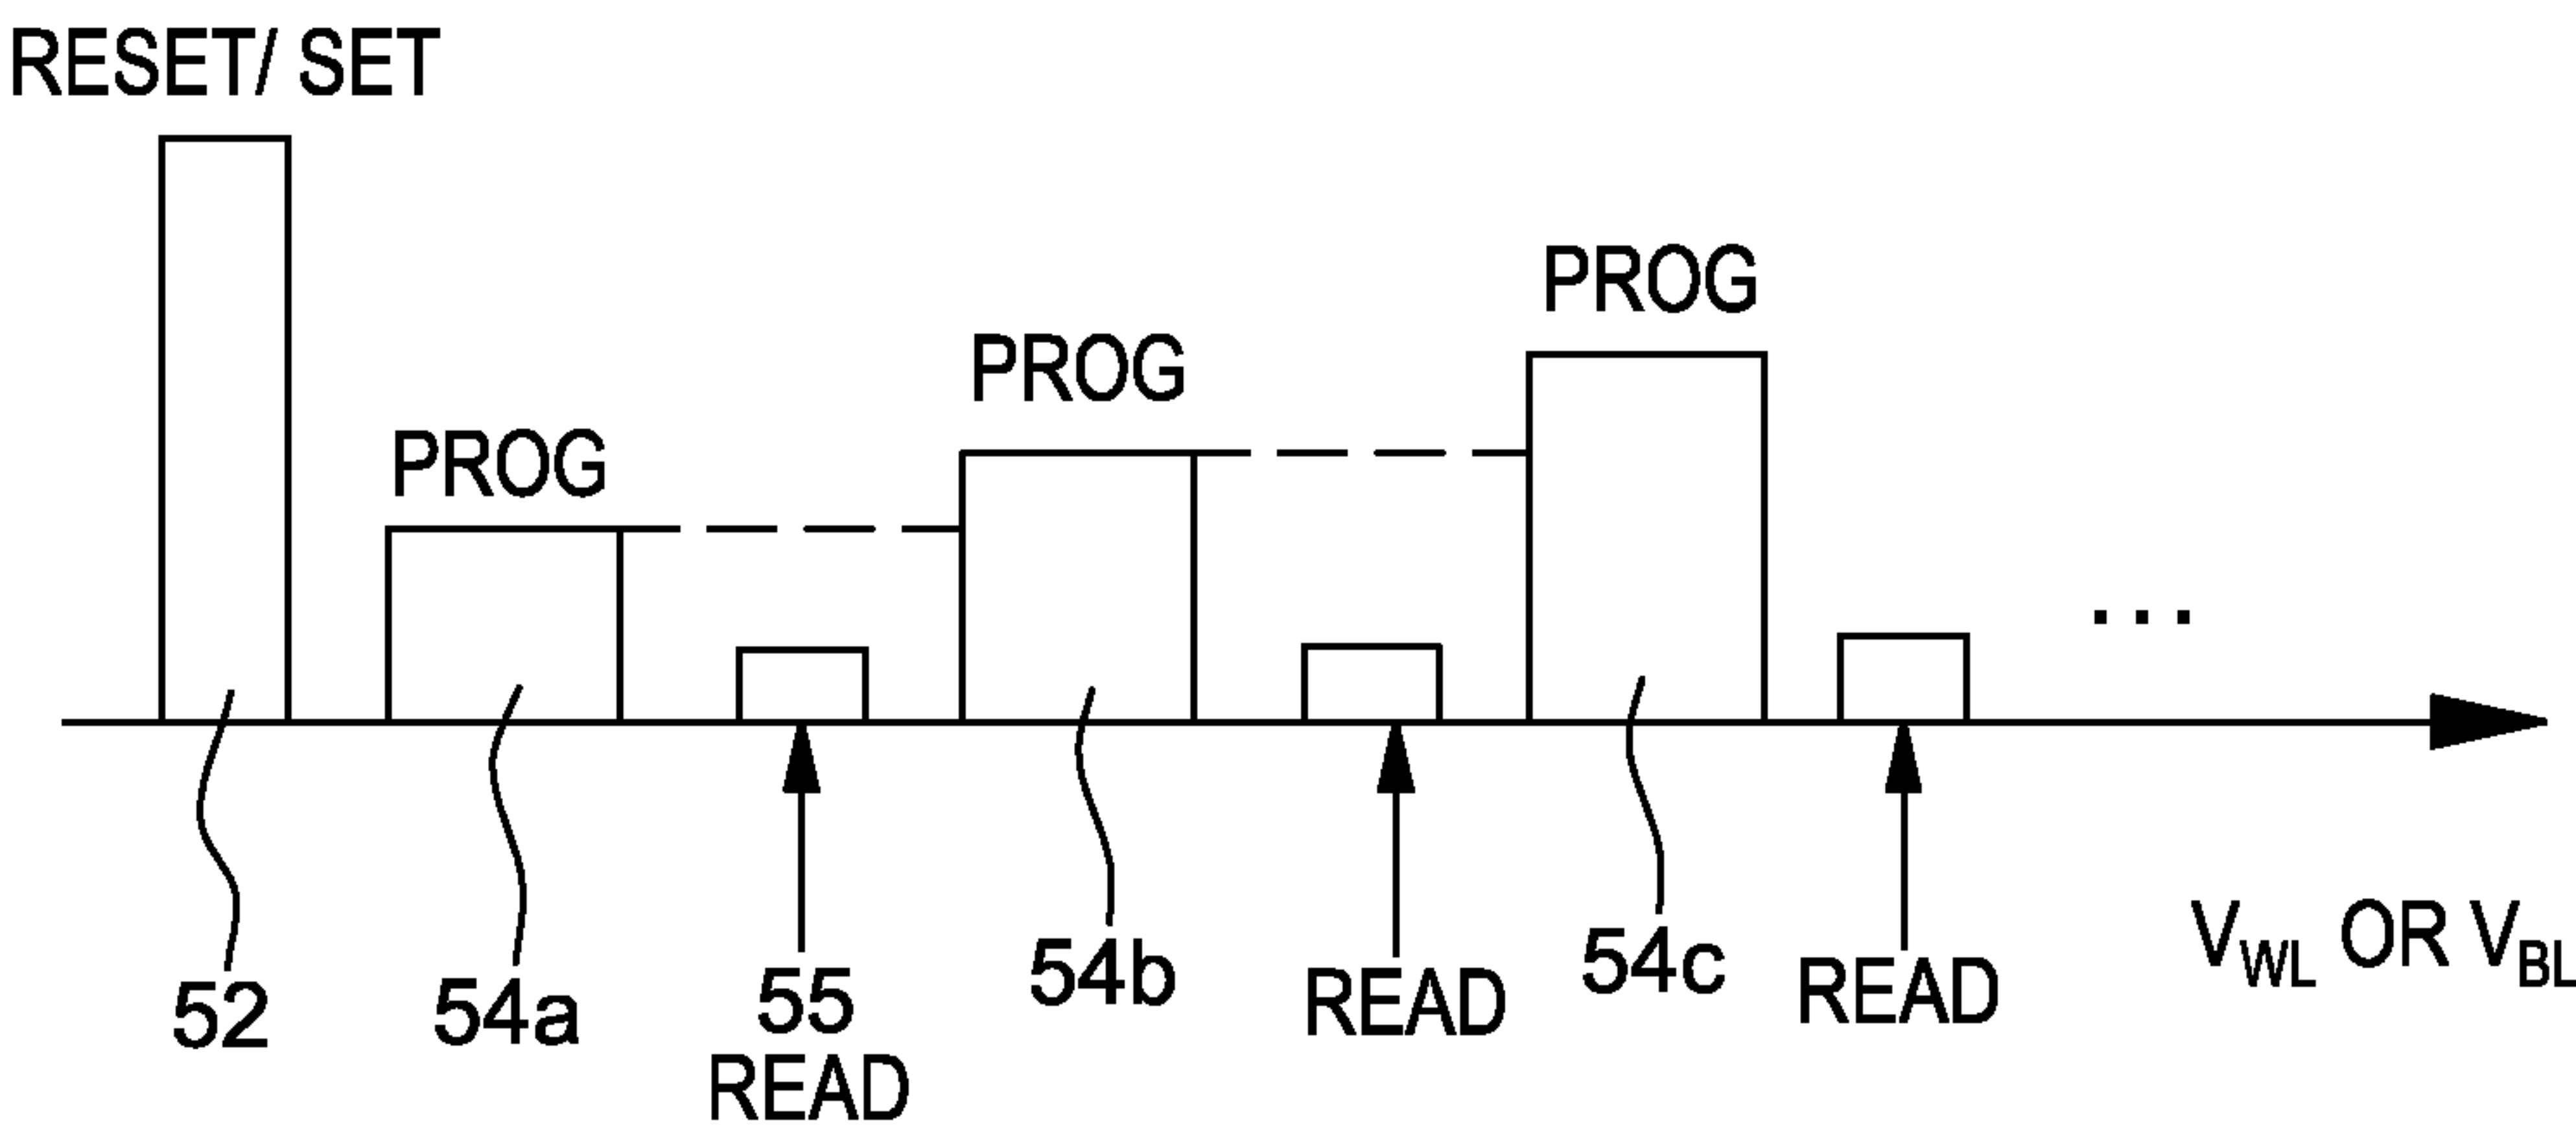 RESET/ SET
PROG
PROG
PROG
...
52
54a
55
READ
54b
READ
54c
READ
VWL OR VBL